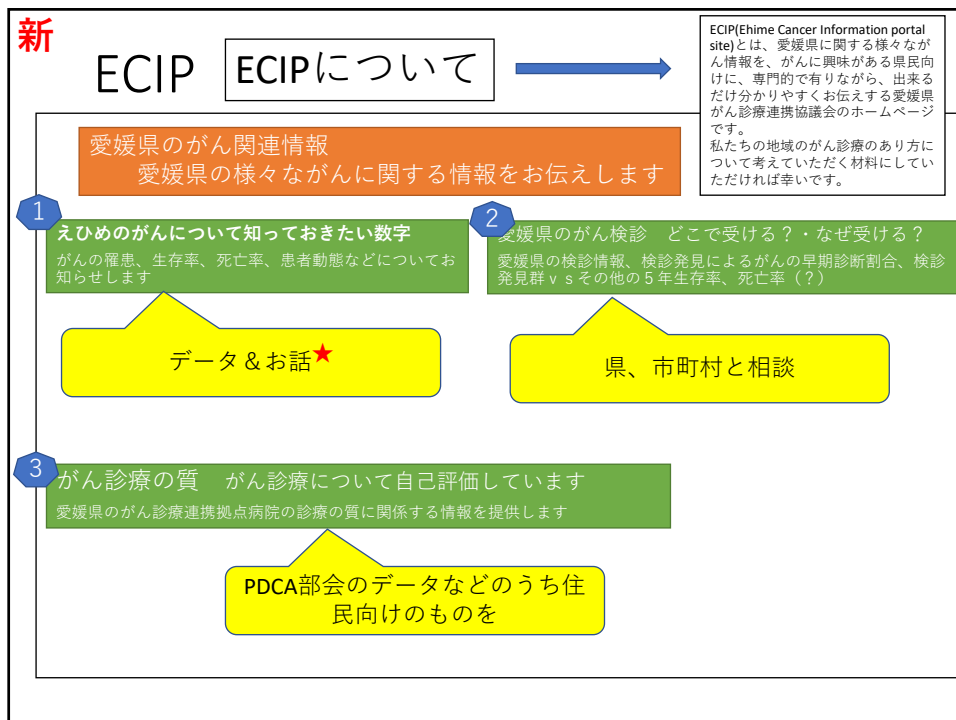 新
ECIP
ECIPについて
ECIP(Ehime Cancer Information portal
site)とは、愛媛県に関する様々なが
ん情報を、がんに興味がある県民向
けに、専門的で有りながら、出来る
だけ分かりやすくお伝えする愛媛県
がん診療連携協議会のホームページ
です。
私たちの地域のがん診療のあり方に
ついて考えていただく材料にしてい
ただければ幸いです。
愛媛県のがん関連情報
愛媛県の様々ながんに関する情報をお伝えします
1
えひめのがんについて知っておきたい数字
がんの罹患、生存率、死亡率、患者動態などについてお
知らせします
データ＆お話★
2
愛媛県のがん検診　どこで受ける？・なぜ受ける？
愛媛県の検診情報、検診発見によるがんの早期診断割合、検診
発見群ｖｓその他の５年生存率、死亡率（？）
県、市町村と相談
3
がん診療の質　がん診療について自己評価しています
愛媛県のがん診療連携拠点病院の診療の質に関係する情報を提供します
PDCA部会のデータなどのうち住
民向けのものを